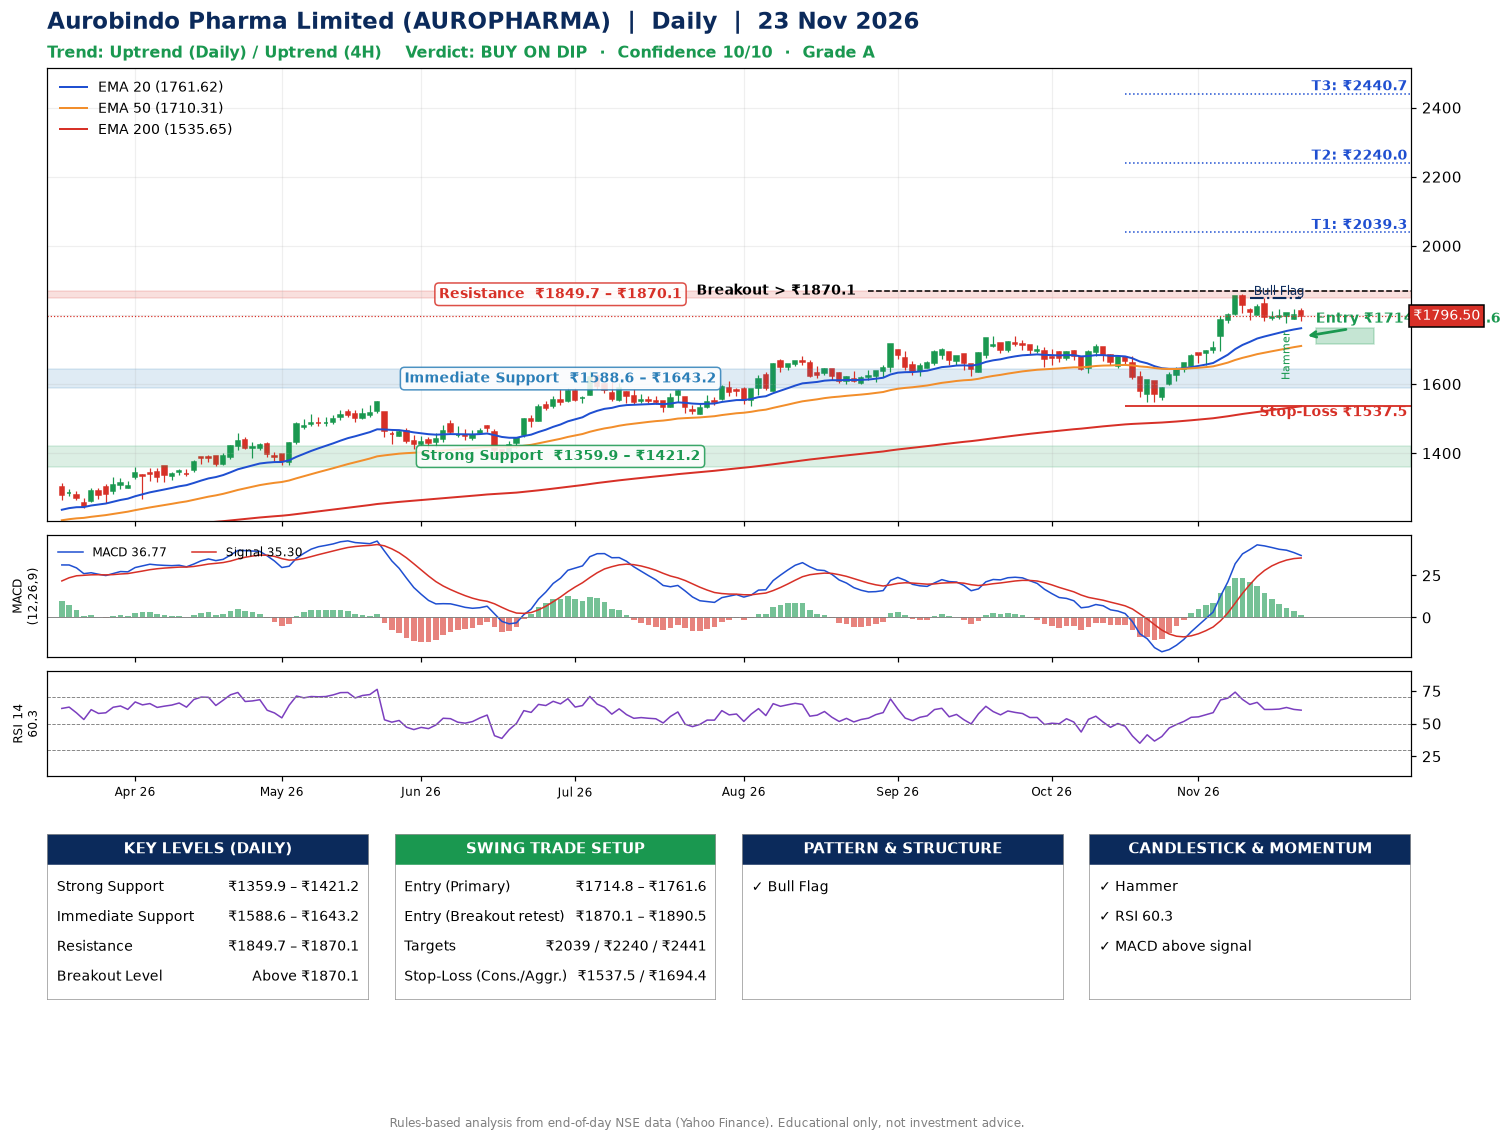 Aurobindo Pharma Limited (AUROPHARMA)  |  Daily  |  23 Nov 2026
Trend: Uptrend (Daily) / Uptrend (4H)    Verdict: BUY ON DIP  ·  Confidence 10/10  ·  Grade A
EMA 20 (1761.62)
EMA 50 (1710.31)
EMA 200 (1535.65)
T3: ₹2440.7
2400
T2: ₹2240.0
2200
T1: ₹2039.3
2000
Resistance  ₹1849.7 – ₹1870.1
Breakout > ₹1870.1
Bull Flag
Entry ₹1714
.6
₹1796.50
Hammer
Immediate Support  ₹1588.6 – ₹1643.2
1600
Stop-Loss ₹1537.5
Strong Support  ₹1359.9 – ₹1421.2
1400
MACD 36.77
Signal 35.30
MACD
(12,26,9)
25
0
RSI 14
60.3
75
50
25
Apr 26
May 26
Jun 26
Jul 26
Aug 26
Sep 26
Oct 26
Nov 26
KEY LEVELS (DAILY)
Strong Support ₹1359.9 – ₹1421.2
Immediate Support ₹1588.6 – ₹1643.2
Resistance ₹1849.7 – ₹1870.1
Breakout Level Above ₹1870.1
SWING TRADE SETUP
Entry (Primary) ₹1714.8 – ₹1761.6
Entry (Breakout retest) ₹1870.1 – ₹1890.5
Targets ₹2039 / ₹2240 / ₹2441
Stop-Loss (Cons./Aggr.) ₹1537.5 / ₹1694.4
PATTERN & STRUCTURE
✓ Bull Flag
CANDLESTICK & MOMENTUM
✓ Hammer
✓ RSI 60.3
✓ MACD above signal
Rules-based analysis from end-of-day NSE data (Yahoo Finance). Educational only, not investment advice.